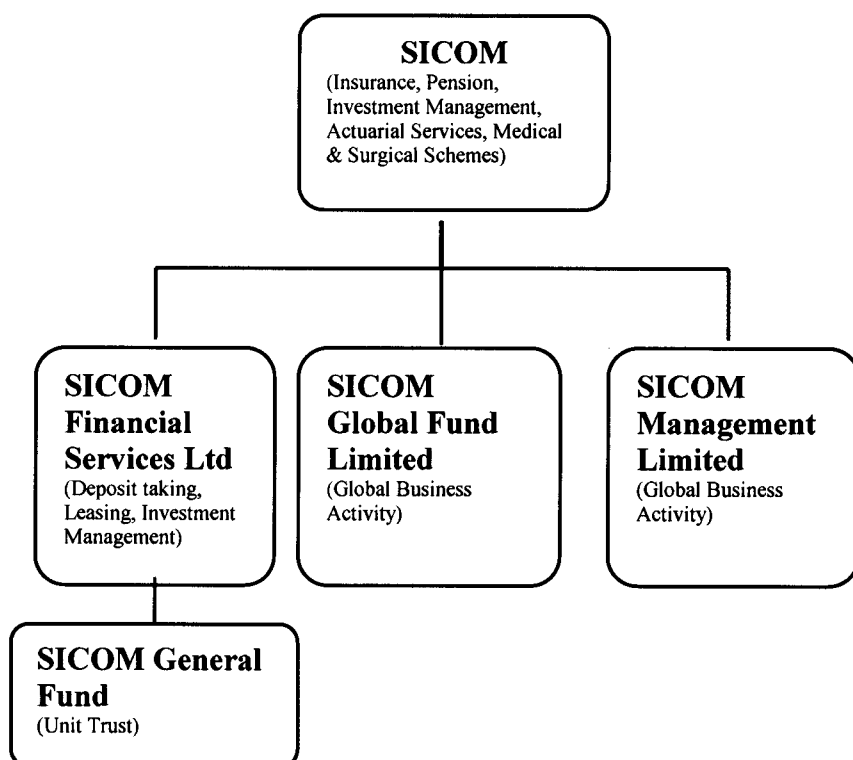 SICOM
(Insurance, Pension,
Investment Management,
Actuarial Services, Medical
& Surgical Schemes)
SICOM
Financial
Services Ltd
(Deposit taking,
Leasing, Investment
Management)
SICOM
Global Fund
Limited
(Global Business
Activity)
SICOM
Management
Limited
(Global Business
Activity)
SICOM General
Fund
(Unit Trust)